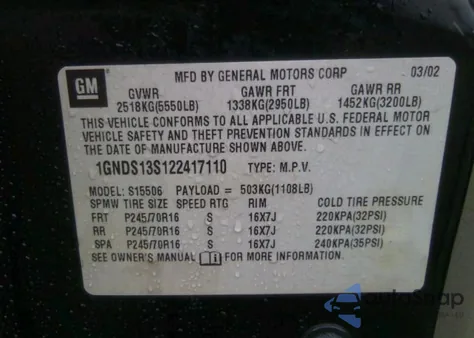 GM
MFD BY GENERAL MOTORS CORP 03/02
GVWR GAWR FRT GAWR RR
2518KG(5550LB) 1338KG(2950LB) 1452KG(3200LB)
THIS VEHICLE CONFORMS TO ALL APPLICABLE U.S. FEDERAL MOTOR
VEHICLE SAFETY AND THEFT PREVENTION STANDARDS IN EFFECT ON
THE DATE OF MANUFACTURE SHOWN ABOVE.
1GNDS13S122417110 TYPE: M.P.V.
MODEL: S15506 PAYLOAD = 503KG(1108LB)
SPMW TIRE SIZE SPEED RTG RIM COLD TIRE PRESSURE
FRT P245/70R16 S 16X7J 220KPA(32PSI)
RR P245/70R16 S 16X7J 220KPA(32PSI)
SPA P245/70R16 S 16X7J 240KPA(35PSI)
SEE OWNER'S MANUAL FOR MORE INFORMATION.
autoSnap